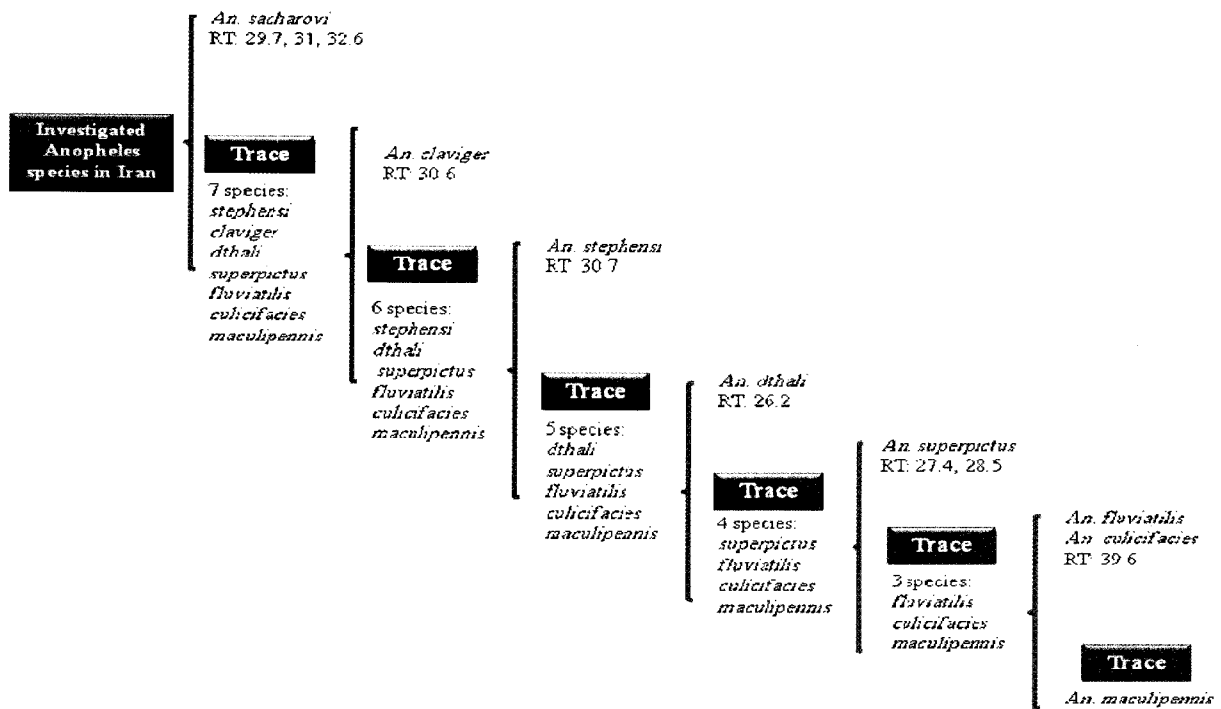 An. sacharovi
RT: 29.7, 31, 32.6
Investigated
Anopheles
species in Iran
Trace
7 species:
stephensi
claviger
dthali
superpictus
fluviatilis
culicifacies
maculipennis
An. claviger
RT: 30.6
Trace
6 species:
stephensi
dthali
superpictus
fluviatilis
culicifacies
maculipennis
An. stephensi
RT: 30.7
Trace
5 species:
dthali
superpictus
fluviatilis
culicifacies
maculipennis
An. dthali
RT: 26.2
Trace
4 species:
superpictus
fluviatilis
culicifacies
maculipennis
An. superpictus
RT: 27.4, 28.5
Trace
3 species:
fluviatilis
culicifacies
maculipennis
An. fluviatilis
An. culicifacies
RT: 39.6
Trace
An. maculipennis